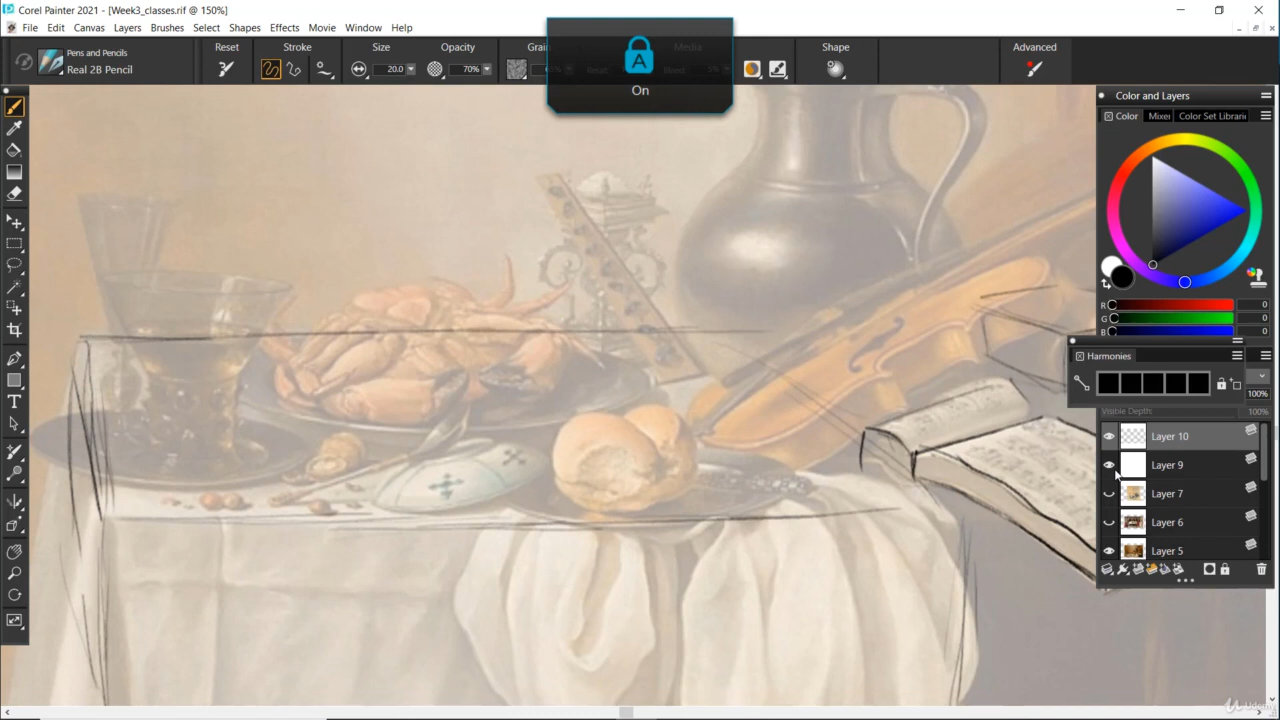 Corel Painter 2021 - [Week3_classes.rif @ 150%]
File Edit Canvas Layers Brushes Select Shapes Effects Movie Window Help
Pens and Pencils
Real 2B Pencil
Reset Stroke Size Opacity Grain Media Shape Advanced
20.0 70%
A
On
Color and Layers
Color Mixer Color Set Librari
R 0
G 0
B 0
Harmonies
100%
Visible Depth: 100%
Layer 10
Layer 9
Layer 7
Layer 6
Layer 5
T
Udemy